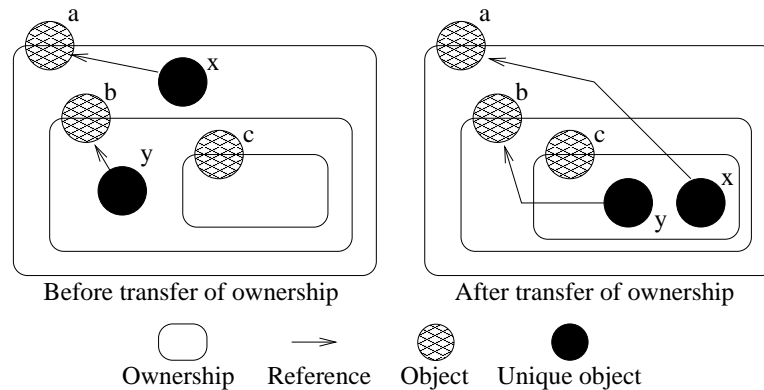 a
x
b
y
c
Before transfer of ownership
a
b
c
x
y
After transfer of ownership
Ownership
Reference
Object
Unique object